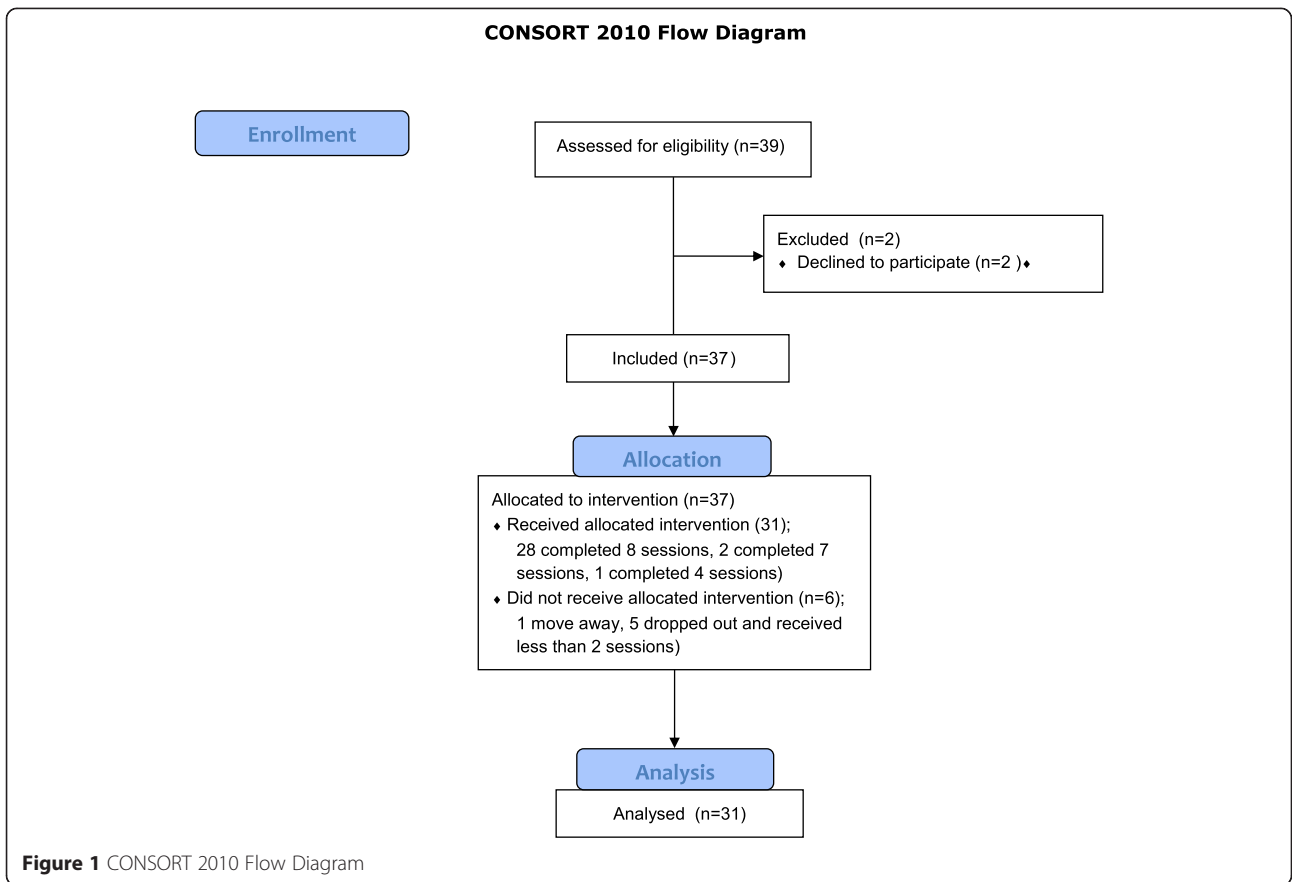 CONSORT 2010 Flow Diagram
Enrollment
Assessed for eligibility (n=39)
Excluded (n=2)
♦ Declined to participate (n=2 )♦
Included (n=37)
Allocation
Allocated to intervention (n=37)
♦ Received allocated intervention (31);
28 completed 8 sessions, 2 completed 7
sessions, 1 completed 4 sessions)
♦ Did not receive allocated intervention (n=6);
1 move away, 5 dropped out and received
less than 2 sessions)
Analysis
Analysed (n=31)
Figure 1 CONSORT 2010 Flow Diagram